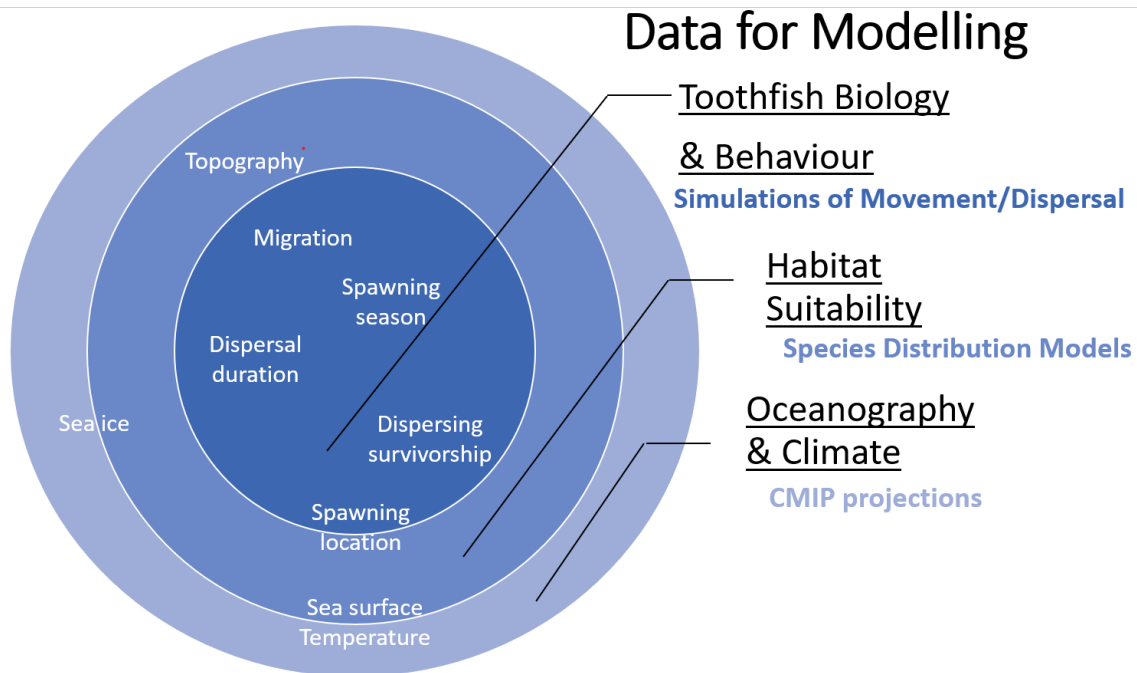 Data for Modelling
Toothfish Biology
& Behaviour
Simulations of Movement/Dispersal
Habitat
Suitability
Species Distribution Models
Oceanography
& Climate
CMIP projections
Topography
Migration
Spawning
season
Dispersal
duration
Sea ice
Dispersing
survivorship
Spawning
location
Sea surface
Temperature